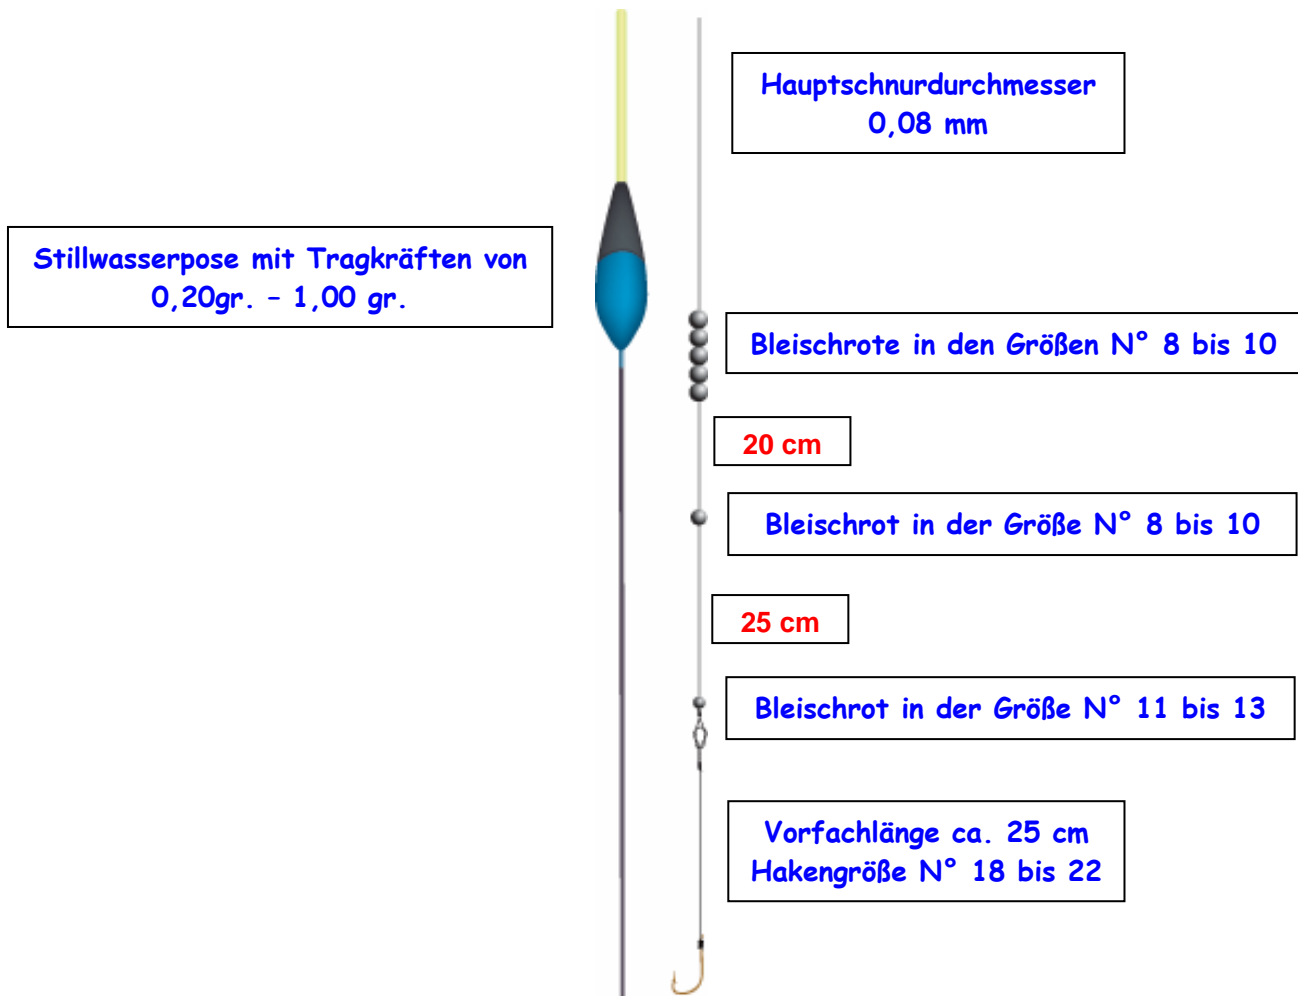 Hauptschnurdurchmesser
0,08 mm
Stillwasserpose mit Tragkräften von
0,20gr. – 1,00 gr.
Bleischrote in den Größen N° 8 bis 10
20 cm
Bleischrot in der Größe N° 8 bis 10
25 cm
Bleischrot in der Größe N° 11 bis 13
Vorfachlänge ca. 25 cm
Hakengröße N° 18 bis 22